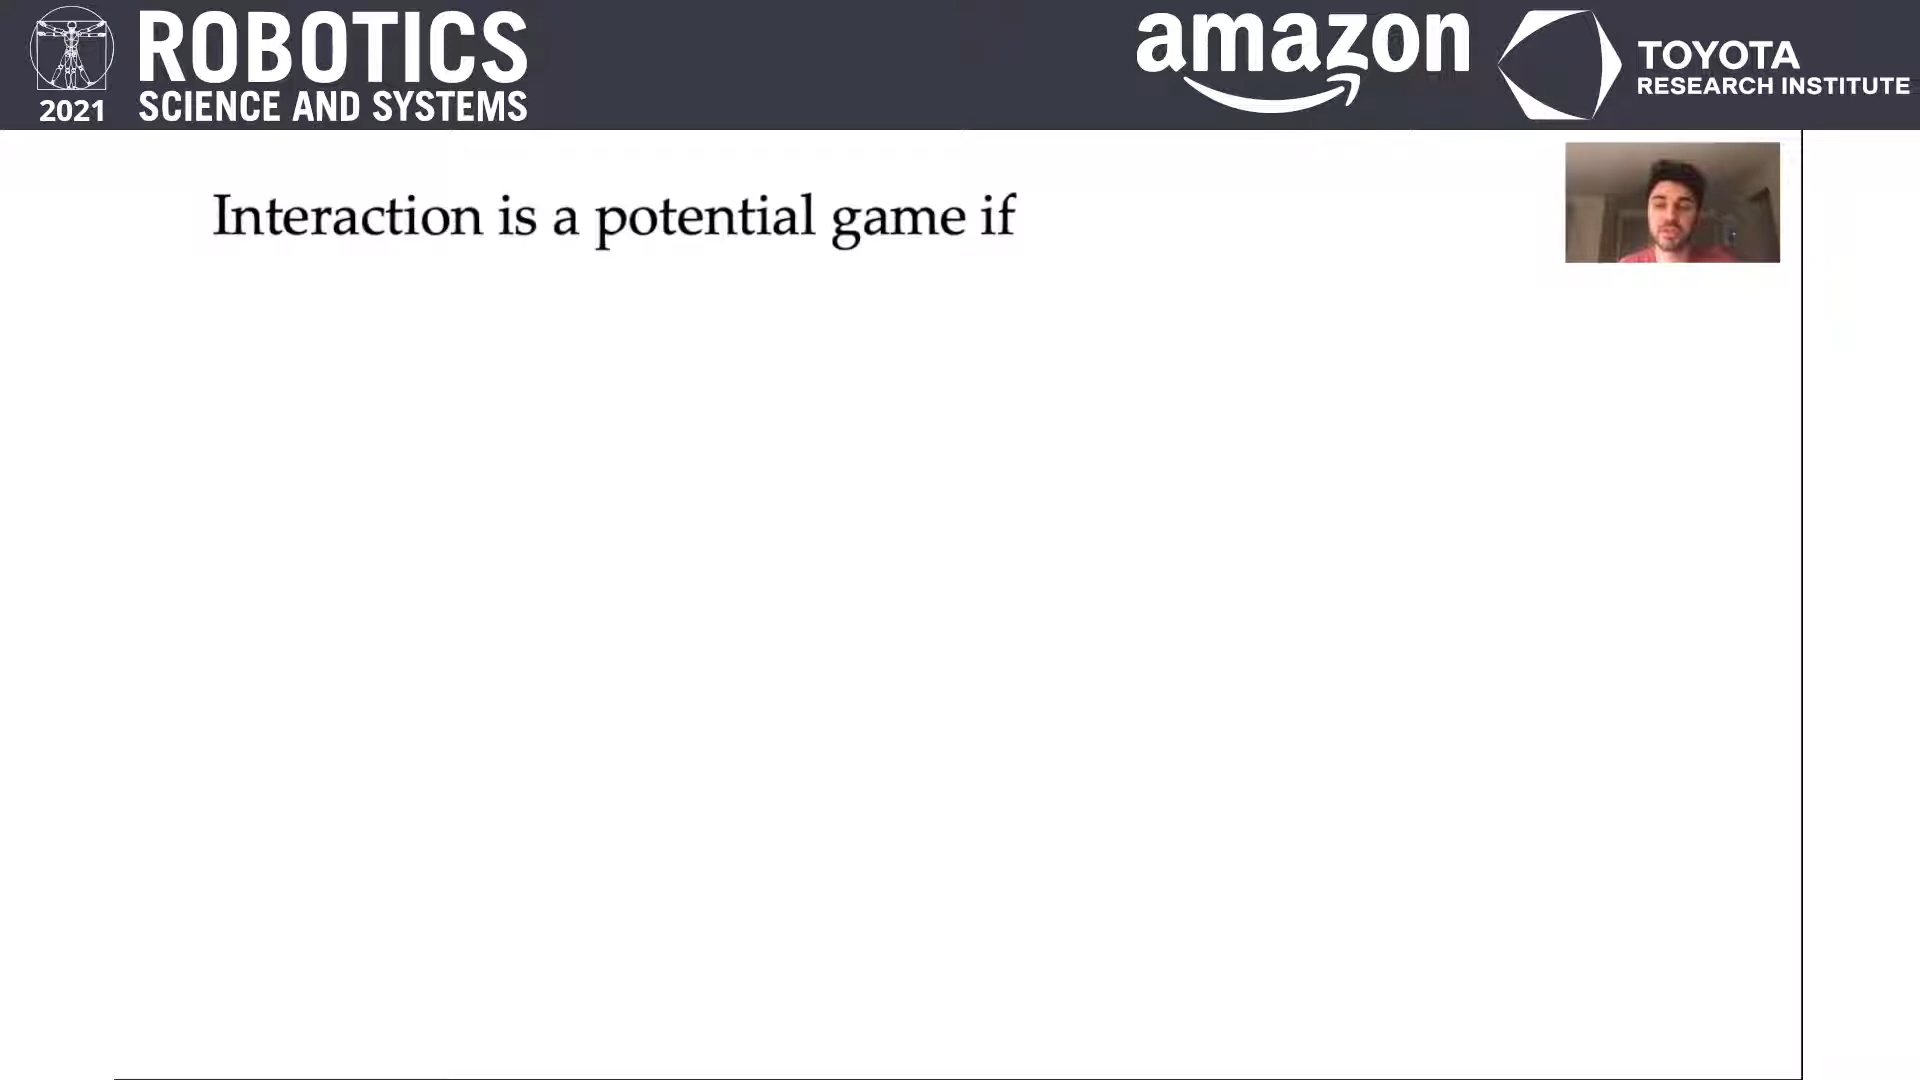 ROBOTICS
SCIENCE AND SYSTEMS
2021
amazon
TOYOTA
RESEARCH INSTITUTE
Interaction is a potential game if